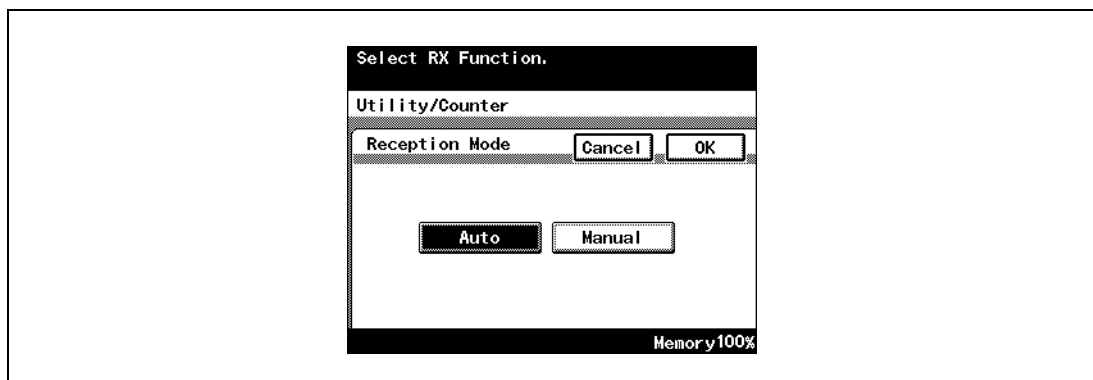 Select RX Function.
Utility/Counter
Reception Mode Cancel OK
Auto Manual
Memory100%